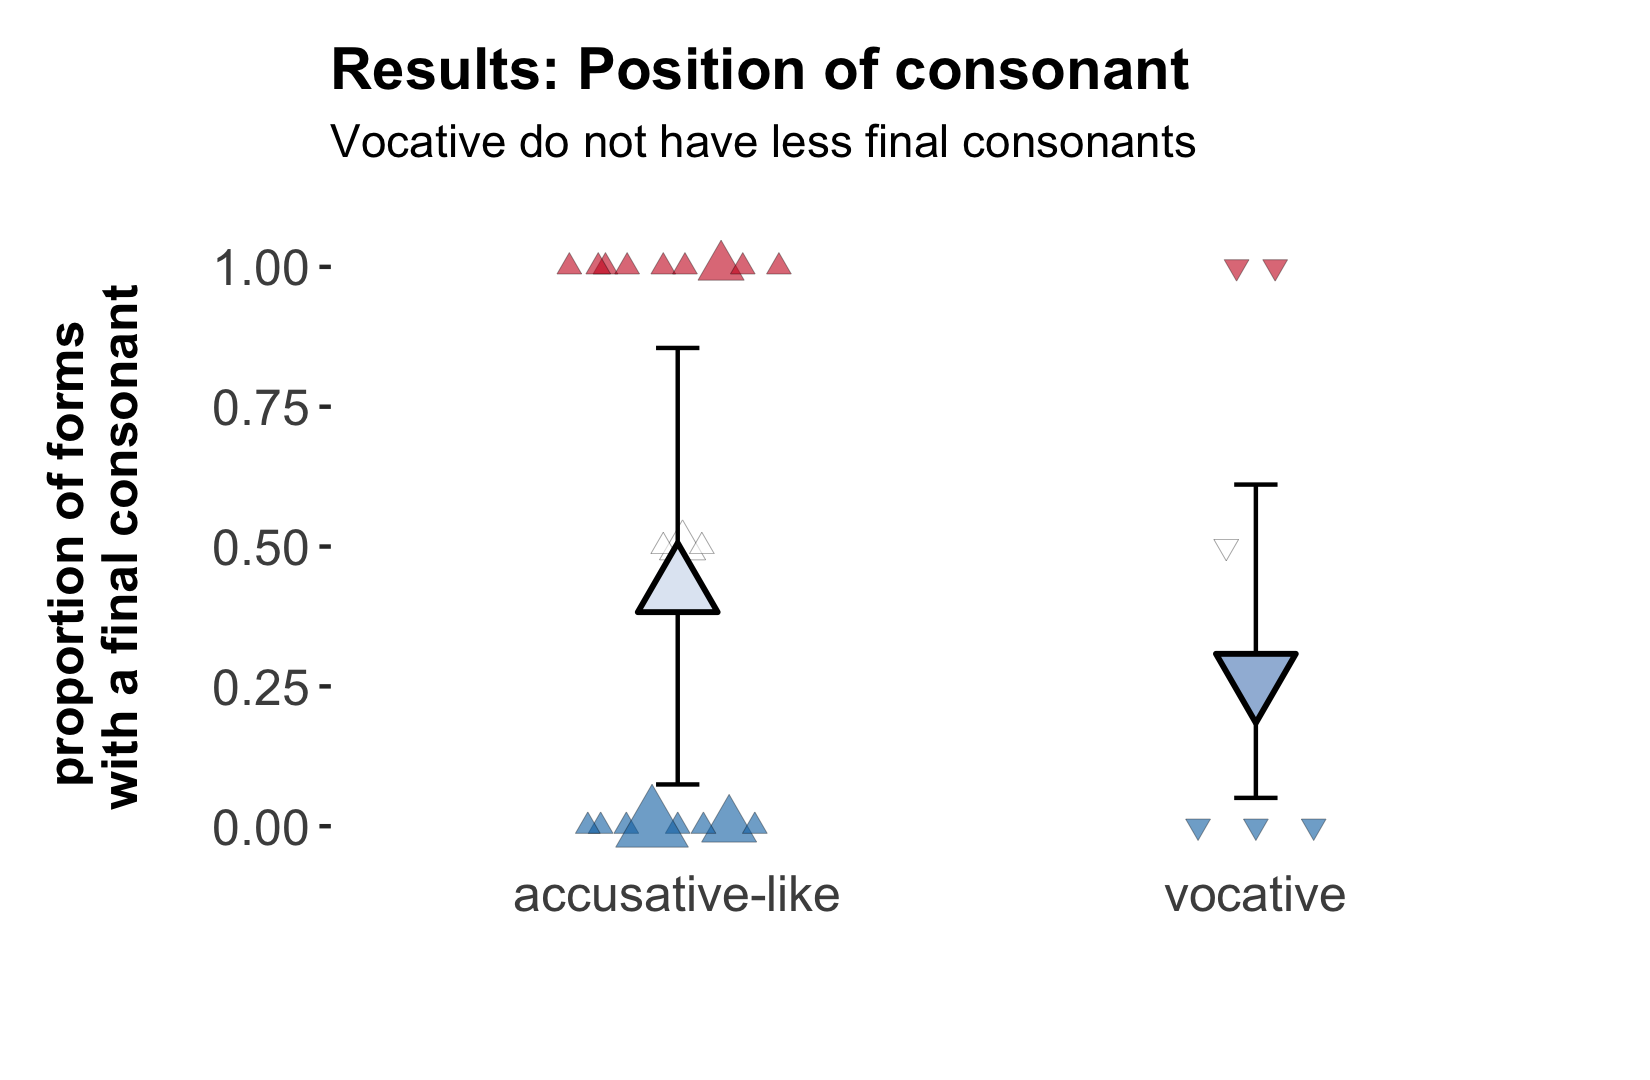 Results: Position of consonant
Vocative do not have less final consonants
proportion of forms
with a final consonant
1.00
0.75
0.50
0.25
0.00
accusative-like
vocative